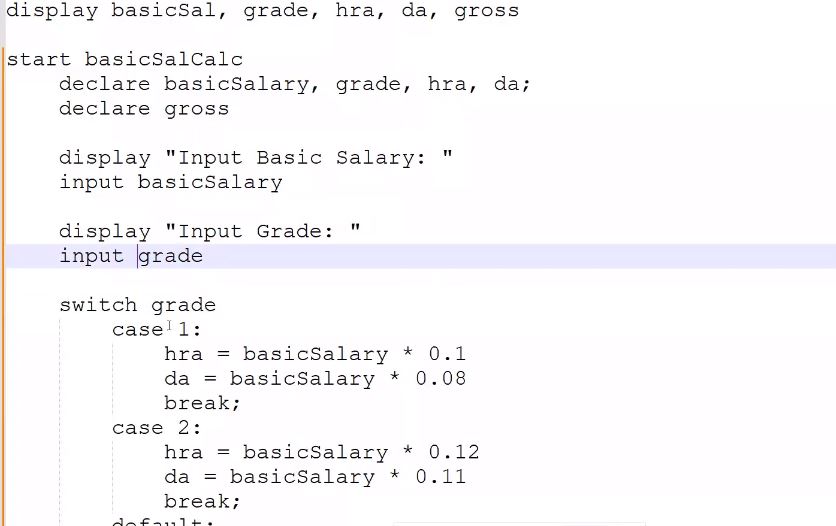 display basicSal, grade, hra, da, gross
start basicSalCalc
declare basicSalary, grade, hra, da;
declare gross
display "Input Basic Salary: "
input basicSalary
display "Input Grade: "
input grade
switch grade
case 1:
hra = basicSalary * 0.1
da = basicSalary * 0.08
break;
case 2:
hra = basicSalary * 0.12
da = basicSalary * 0.11
break;
default: